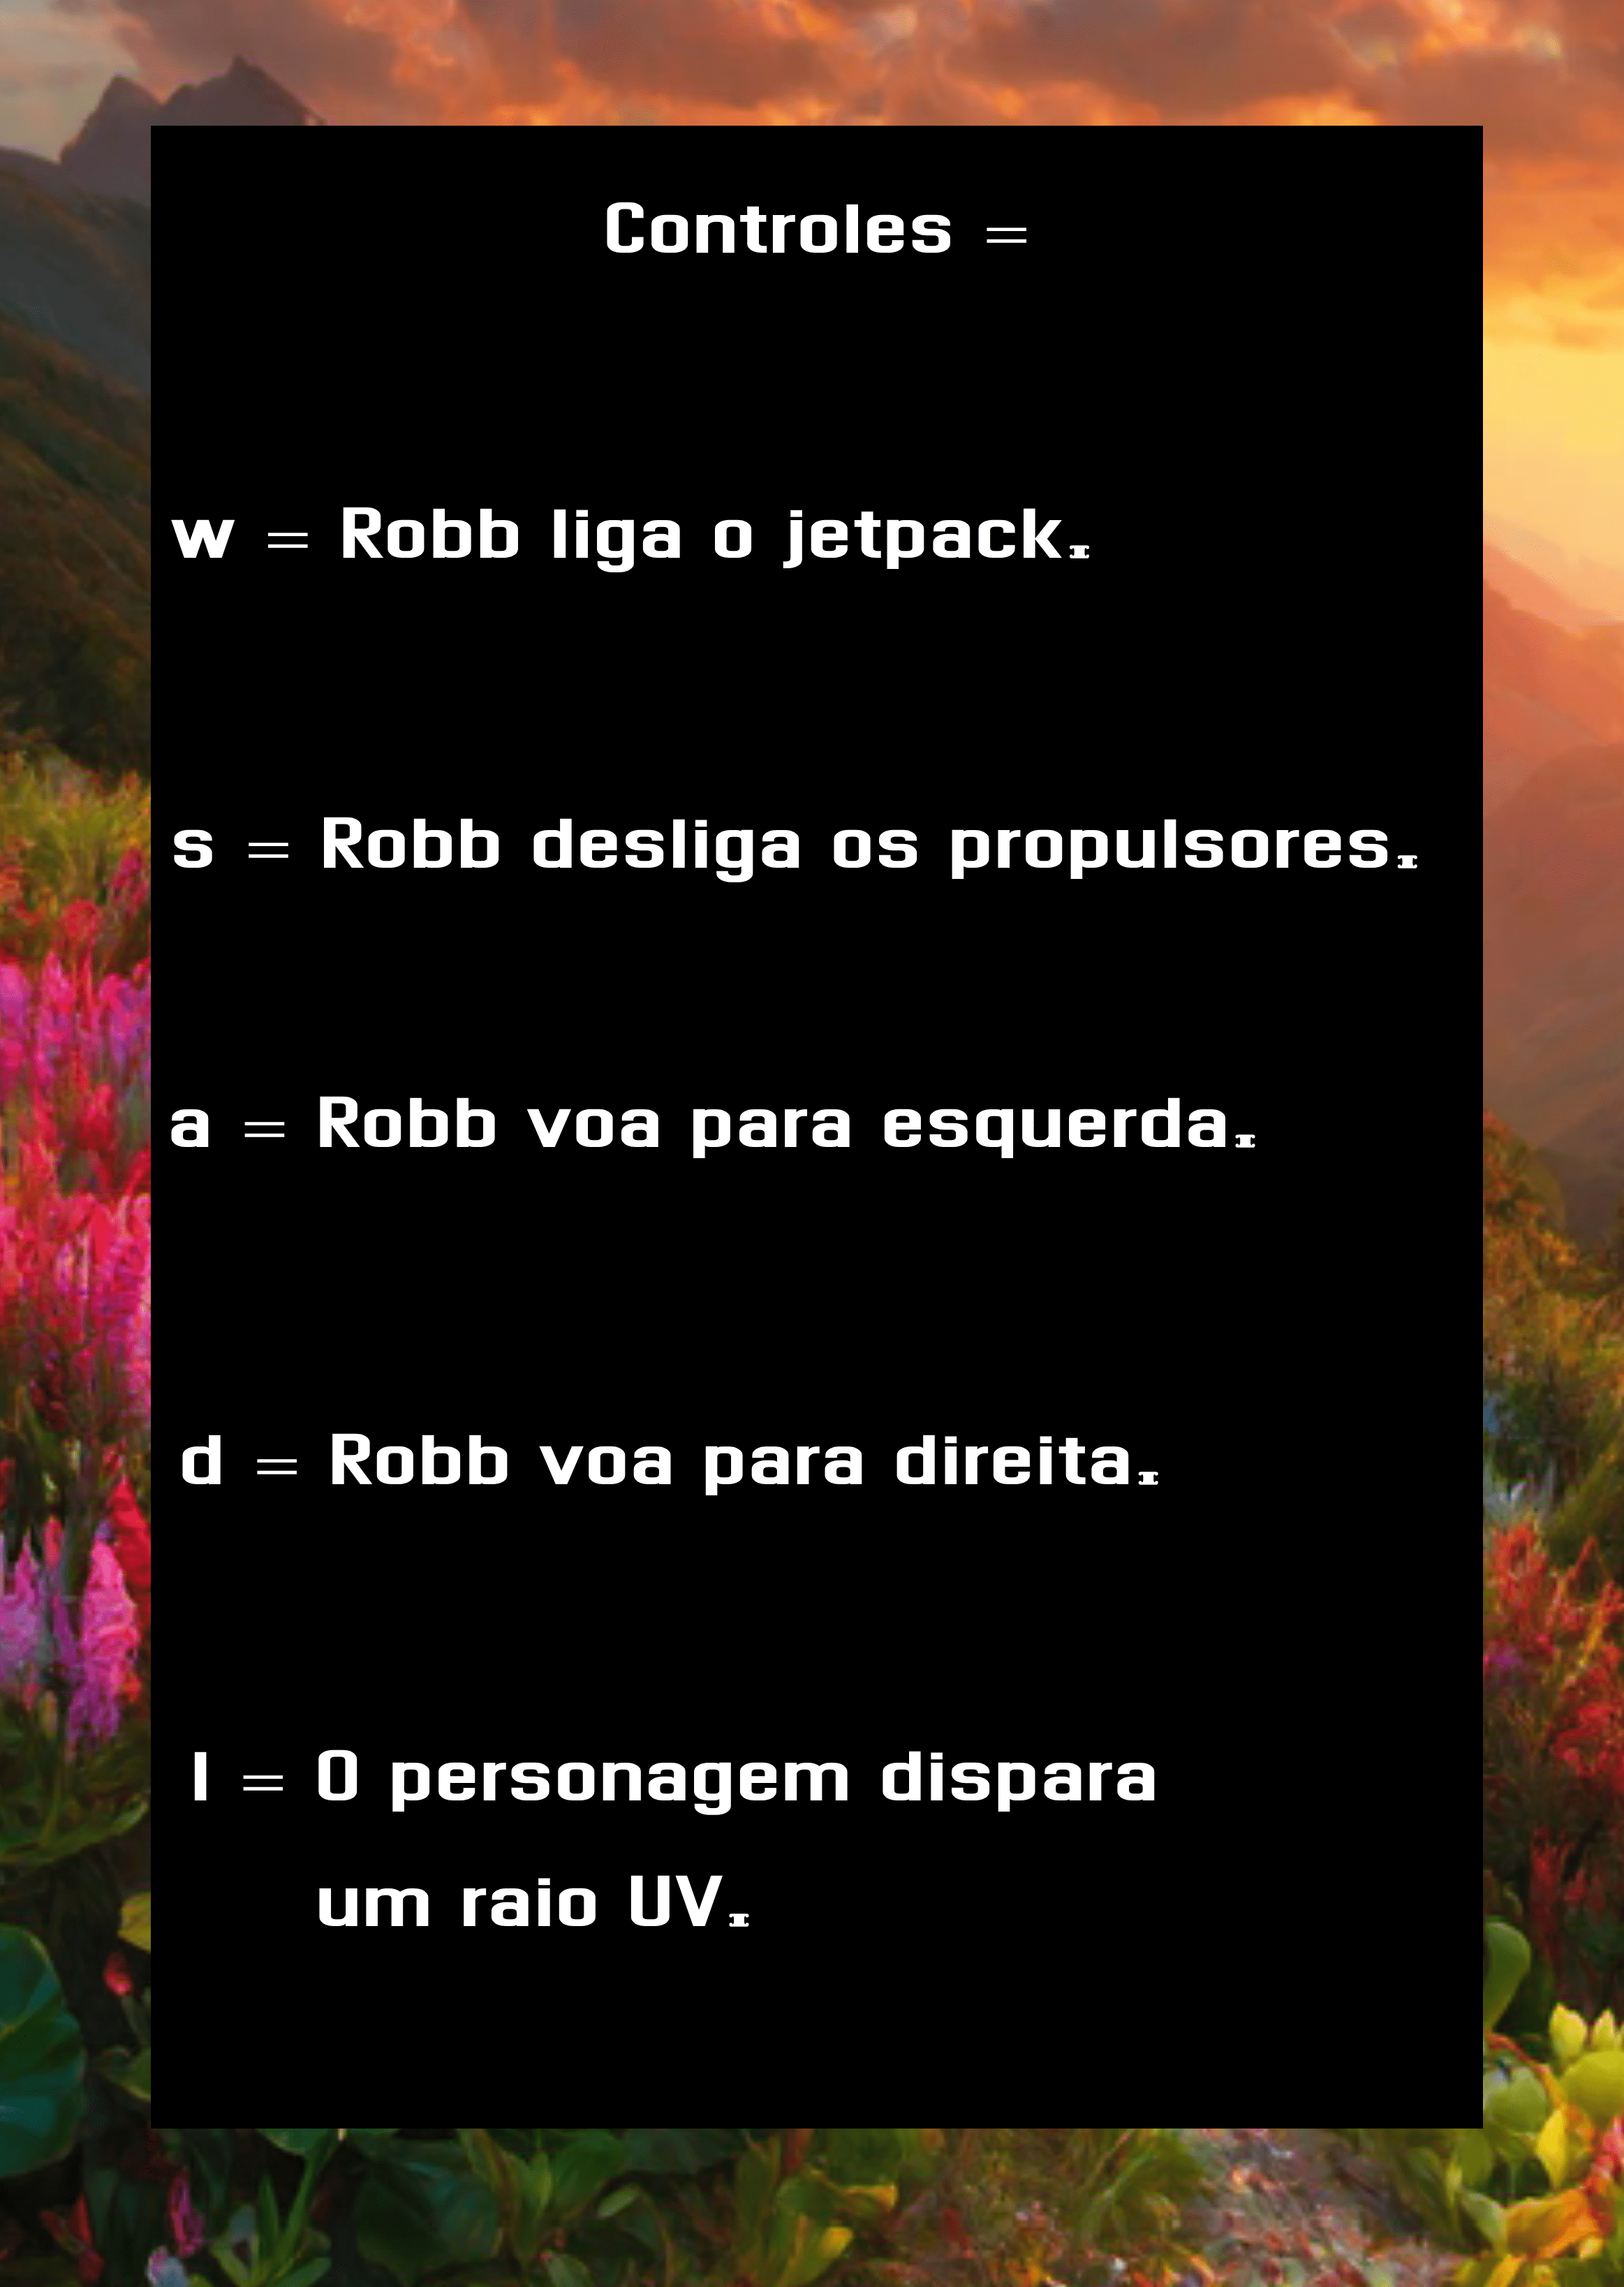 Controles =
w = Robb liga o jetpack.
s = Robb desliga os propulsores.
a = Robb voa para esquerda.
d = Robb voa para direita.
l = O personagem dispara
um raio UV.